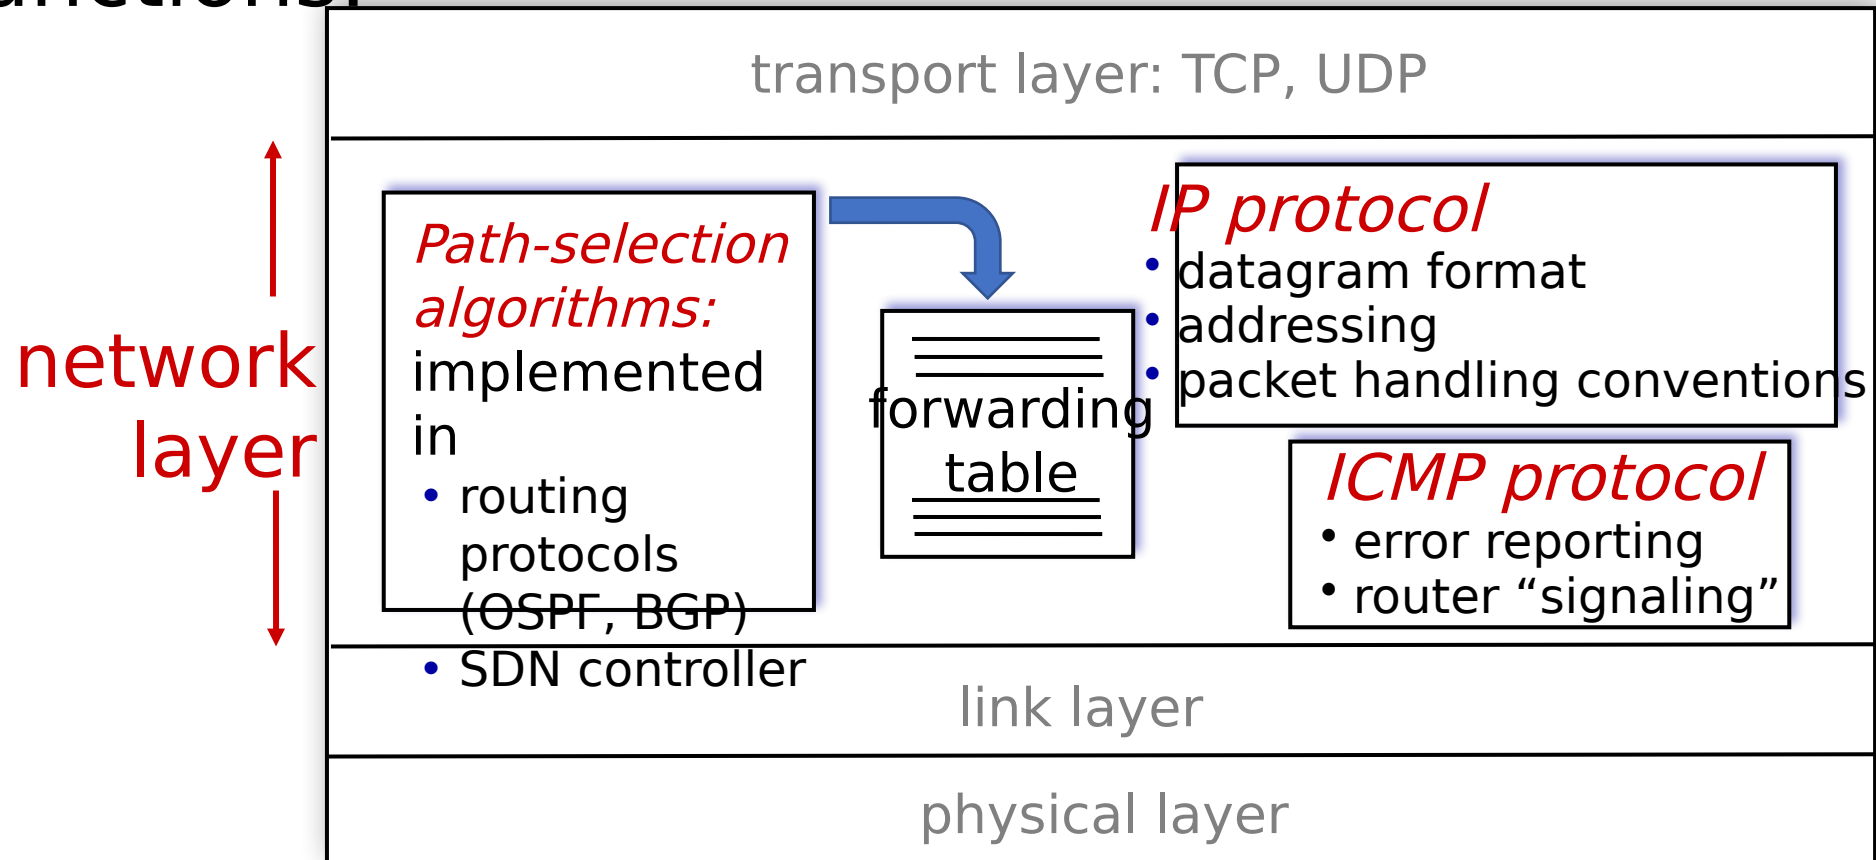 transport layer: TCP, UDP
network
layer
Path-selection
algorithms:
implemented
in
• routing
protocols
(OSPF, BGP)
• SDN controller
forwarding
table
IP protocol
• datagram format
• addressing
• packet handling conventions
ICMP protocol
• error reporting
• router “signaling”
link layer
physical layer